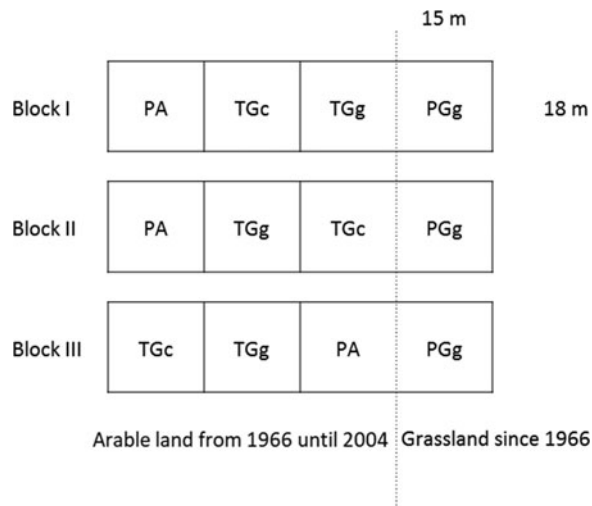 15 m
Block I PA TGc TGg PGg 18 m
Block II PA TGg TGc PGg
Block III TGc TGg PA PGg
Arable land from 1966 until 2004 Grassland since 1966